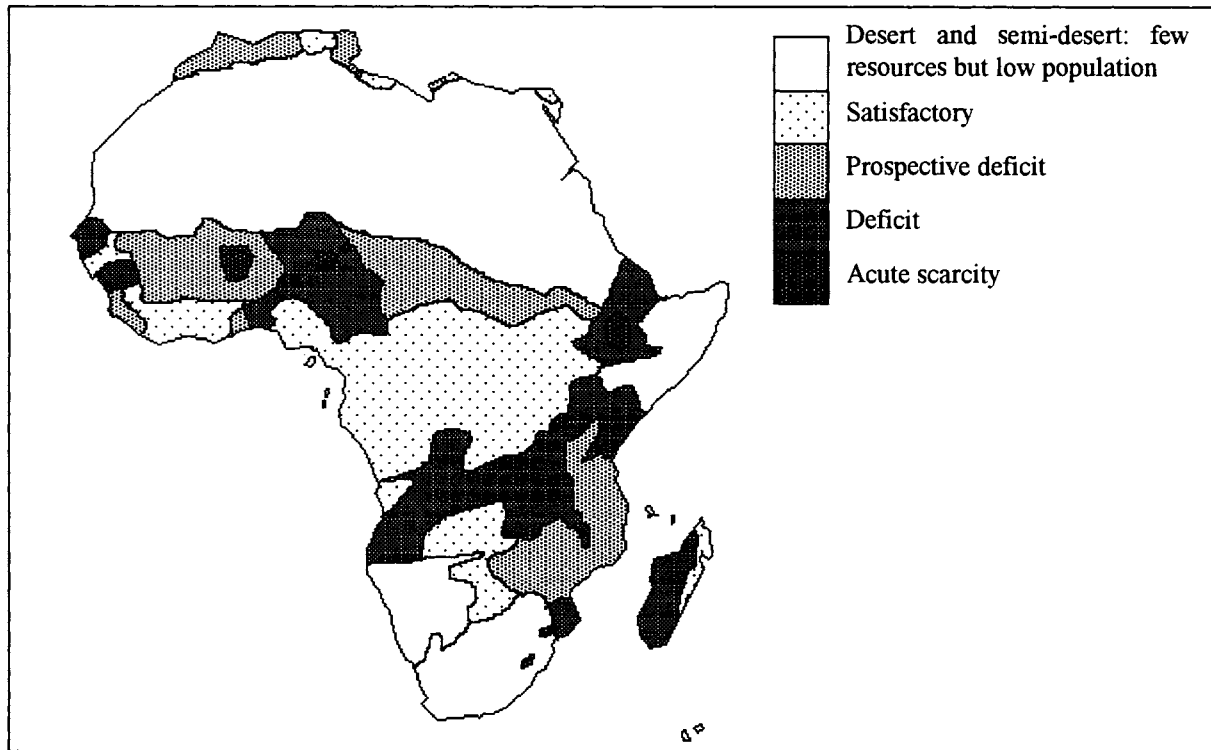 Desert and semi-desert: few
resources but low population
Satisfactory
Prospective deficit
Deficit
Acute scarcity